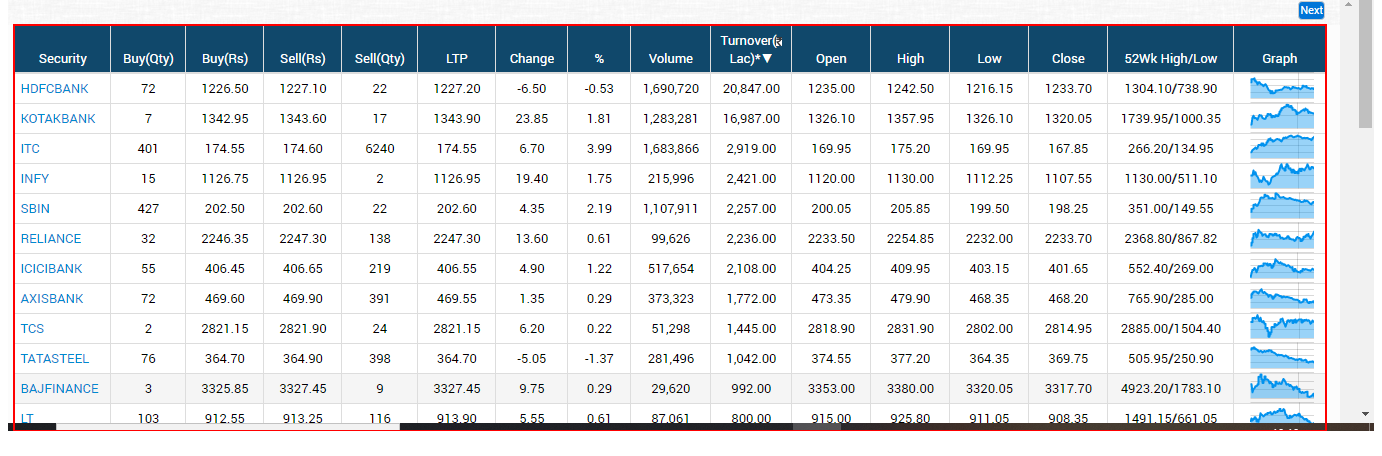 Next
Security Buy(Qty) Buy(Rs) Sell(Rs) Sell(Qty) LTP Change % Volume Turnover( Lac)*▼ Open High Low Close 52Wk High/Low Graph
HDFCBANK 72 1226.50 1227.10 22 1227.20 -6.50 -0.53 1,690,720 20,847.00 1235.00 1242.50 1216.15 1233.70 1304.10/738.90
KOTAKBANK 7 1342.95 1343.60 17 1343.90 23.85 1.81 1,283,281 16,987.00 1326.10 1357.95 1326.10 1320.05 1739.95/1000.35
ITC 401 174.55 174.60 6240 174.55 6.70 3.99 1,683,866 2,919.00 169.95 175.20 169.95 167.85 266.20/134.95
INFY 15 1126.75 1126.95 2 1126.95 19.40 1.75 215,996 2,421.00 1120.00 1130.00 1112.25 1107.55 1130.00/511.10
SBIN 427 202.50 202.60 22 202.60 4.35 2.19 1,107,911 2,257.00 200.05 205.85 199.50 198.25 351.00/149.55
RELIANCE 32 2246.35 2247.30 138 2247.30 13.60 0.61 99,626 2,236.00 2233.50 2254.85 2232.00 2233.70 2368.80/867.82
ICICIBANK 55 406.45 406.65 219 406.55 4.90 1.22 517,654 2,108.00 404.25 409.95 403.15 401.65 552.40/269.00
AXISBANK 72 469.60 469.90 391 469.55 1.35 0.29 373,323 1,772.00 473.35 479.90 468.35 468.20 765.90/285.00
TCS 2 2821.15 2821.90 24 2821.15 6.20 0.22 51,298 1,445.00 2818.90 2831.90 2802.00 2814.95 2885.00/1504.40
TATASTEEL 76 364.70 364.90 398 364.70 -5.05 -1.37 281,496 1,042.00 374.55 377.20 364.35 369.75 505.95/250.90
BAJFINANCE 3 3325.85 3327.45 9 3327.45 9.75 0.29 29,620 992.00 3353.00 3380.00 3320.05 3317.70 4923.20/1783.10
LT 103 912.55 913.25 116 913.90 5.55 0.61 87,061 800.00 915.00 925.80 911.05 908.35 1491.15/661.05